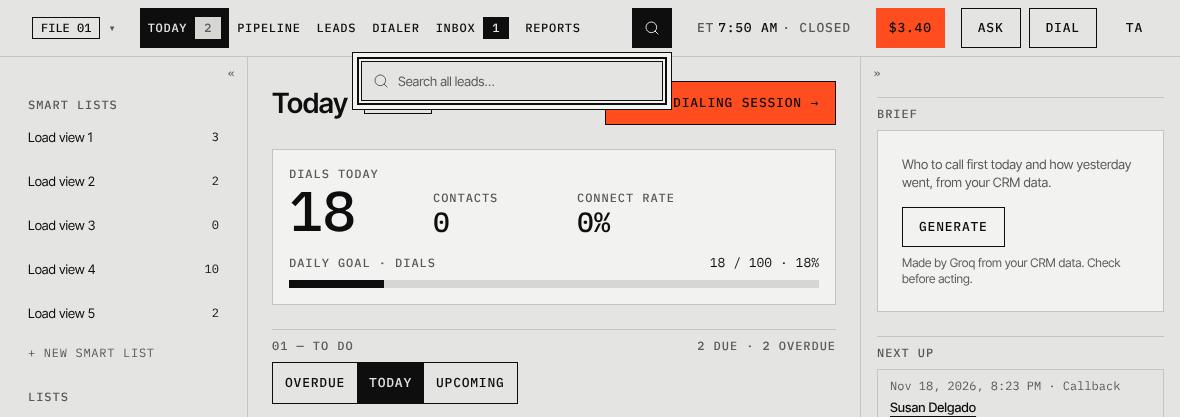 FILE 01 ▾ TODAY 2 PIPELINE LEADS DIALER INBOX 1 REPORTS ET 7:50 AM · CLOSED $3.40 ASK DIAL TA
«
SMART LISTS
Load view 1 3
Load view 2 2
Load view 3 0
Load view 4 10
Load view 5 2
+ NEW SMART LIST
LISTS
Search all leads...
Today DIALING SESSION →
DIALS TODAY
18
CONTACTS
0
CONNECT RATE
0%
DAILY GOAL · DIALS 18 / 100 · 18%
01 — TO DO 2 DUE · 2 OVERDUE
OVERDUE TODAY UPCOMING
»
BRIEF
Who to call first today and how yesterday
went, from your CRM data.
GENERATE
Made by Groq from your CRM data. Check
before acting.
NEXT UP
Nov 18, 2026, 8:23 PM · Callback
Susan Delgado